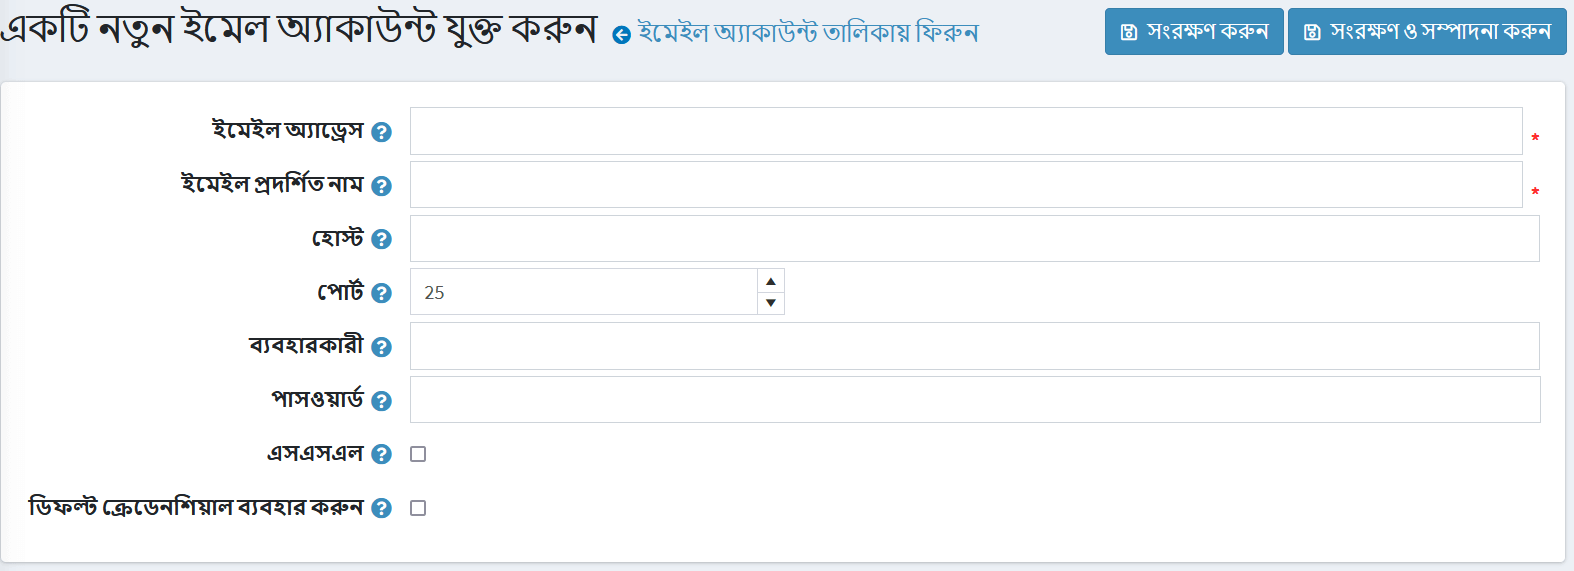 একটি নতুন ইমেল অ্যাকাউন্ট যুক্ত করুন ইমেইল অ্যাকাউন্ট তালিকায় ফিরুন সংরক্ষণ করুন সংরক্ষণ ও সম্পাদনা করুন
ইমেইল অ্যাড্রেস ? *
ইমেইল প্রদর্শিত নাম ? *
হোস্ট ?
পোর্ট ? 25
ব্যবহারকারী ?
পাসওয়ার্ড ?
এসএসএল ?
ডিফল্ট ক্রেডেনশিয়াল ব্যবহার করুন ?